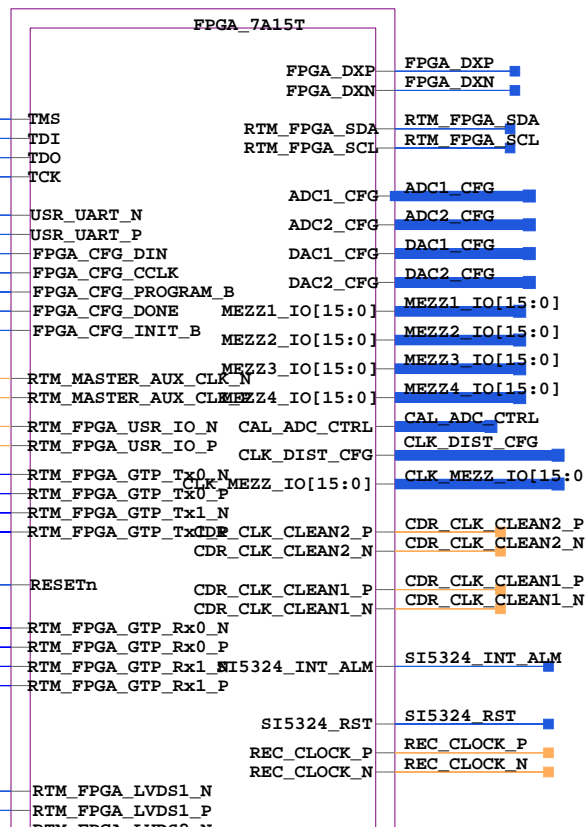 FPGA_7A15T
FPGA_DXP FPGA_DXP
FPGA_DXN FPGA_DXN
TMS
RTM_FPGA_SDA RTM_FPGA_SDA
TDI
RTM_FPGA_SCL RTM_FPGA_SCL
TDO
TCK
ADC1_CFG ADC1_CFG
USR_UART_N
ADC2_CFG ADC2_CFG
USR_UART_P
FPGA_CFG_DIN
DAC1_CFG DAC1_CFG
FPGA_CFG_CCLK
DAC2_CFG DAC2_CFG
FPGA_CFG_PROGRAM_B
FPGA_CFG_DONE MEZZ1_IO[15:0] MEZZ1_IO[15:0]
FPGA_CFG_INIT_B
MEZZ2_IO[15:0] MEZZ2_IO[15:0]
MEZZ3_IO[15:0] MEZZ3_IO[15:0]
RTM_MASTER_AUX_CLK_N
RTM_MASTER_AUX_CLK_P MEZZ4_IO[15:0] MEZZ4_IO[15:0]
RTM_FPGA_USR_IO_N CAL_ADC_CTRL CAL_ADC_CTRL
RTM_FPGA_USR_IO_P
CLK_DIST_CFG CLK_DIST_CFG
RTM_FPGA_GTP_Tx0_N
CLK_MEZZ_IO[15:0] CLK_MEZZ_IO[15:0
RTM_FPGA_GTP_Tx0_P
RTM_FPGA_GTP_Tx1_N
RTM_FPGA_GTP_Tx1_P CDR_CLK_CLEAN2_P CDR_CLK_CLEAN2_P
CDR_CLK_CLEAN2_N CDR_CLK_CLEAN2_N
RESETn
CDR_CLK_CLEAN1_P CDR_CLK_CLEAN1_P
CDR_CLK_CLEAN1_N CDR_CLK_CLEAN1_N
RTM_FPGA_GTP_Rx0_N
RTM_FPGA_GTP_Rx0_P
RTM_FPGA_GTP_Rx1_N SI5324_INT_ALM SI5324_INT_ALM
RTM_FPGA_GTP_Rx1_P
SI5324_RST SI5324_RST
REC_CLOCK_P REC_CLOCK_P
REC_CLOCK_N REC_CLOCK_N
RTM_FPGA_LVDS1_N
RTM_FPGA_LVDS1_P